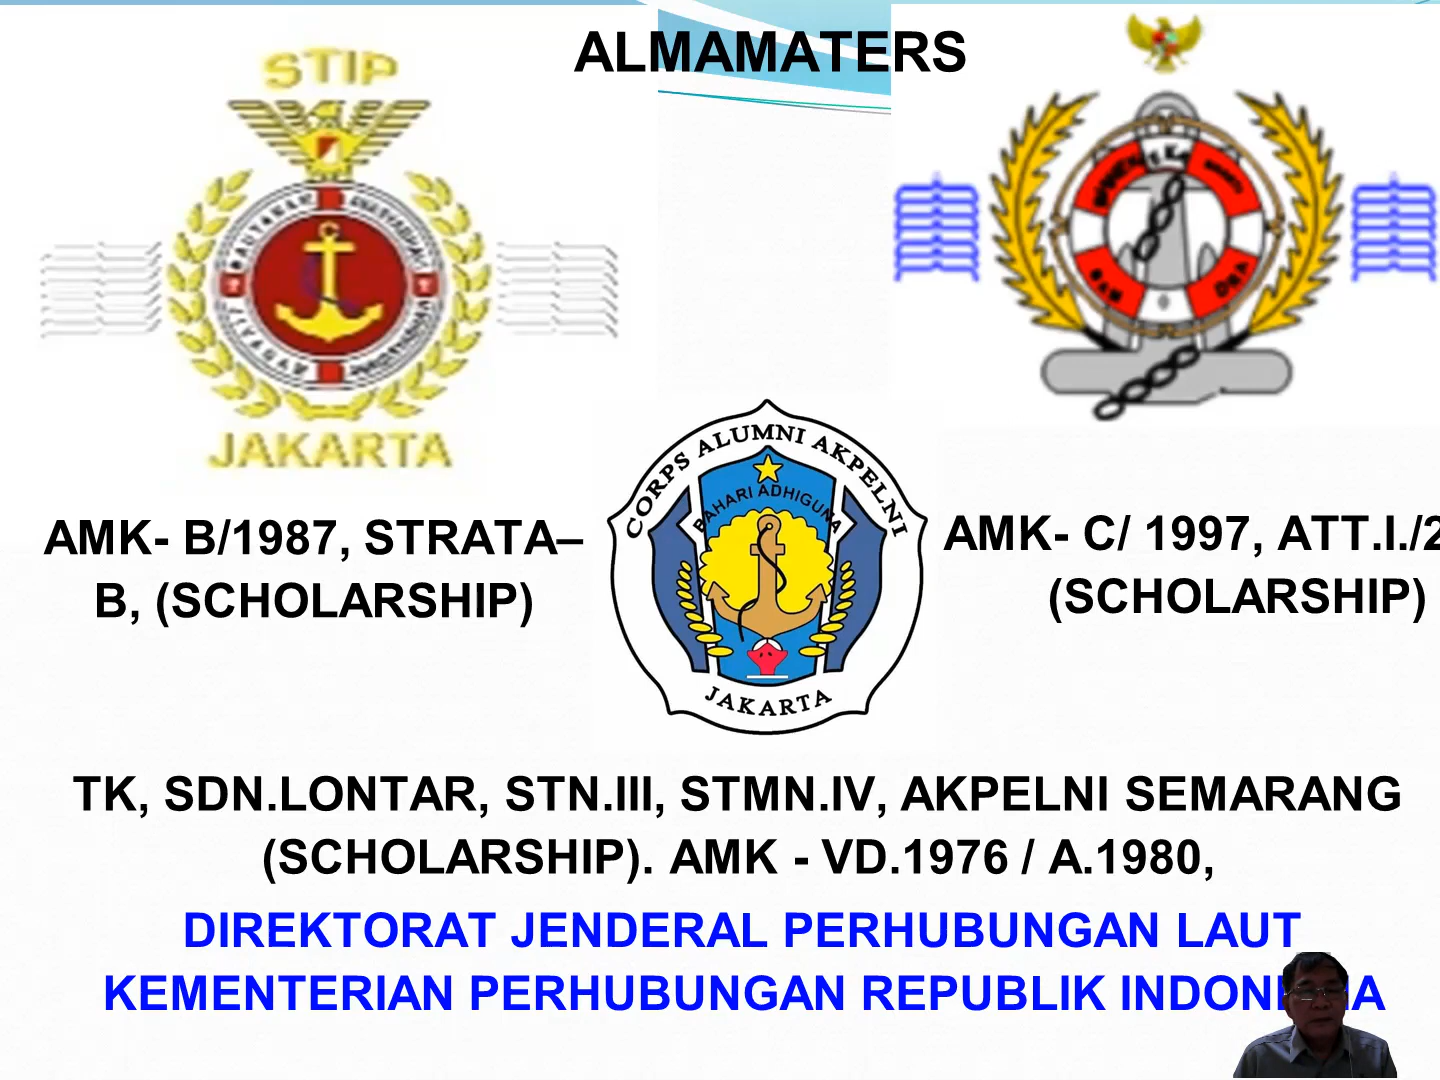 ALMAMATERS
STIP
JAKARTA
CORPS ALUMNI AKPELNI
BAHARI ADHIGUNA
JAKARTA
AMK- B/1987, STRATA–
B, (SCHOLARSHIP)
AMK- C/ 1997, ATT.I./2
(SCHOLARSHIP)
TK, SDN.LONTAR, STN.III, STMN.IV, AKPELNI SEMARANG
(SCHOLARSHIP). AMK - VD.1976 / A.1980,
DIREKTORAT JENDERAL PERHUBUNGAN LAUT
KEMENTERIAN PERHUBUNGAN REPUBLIK